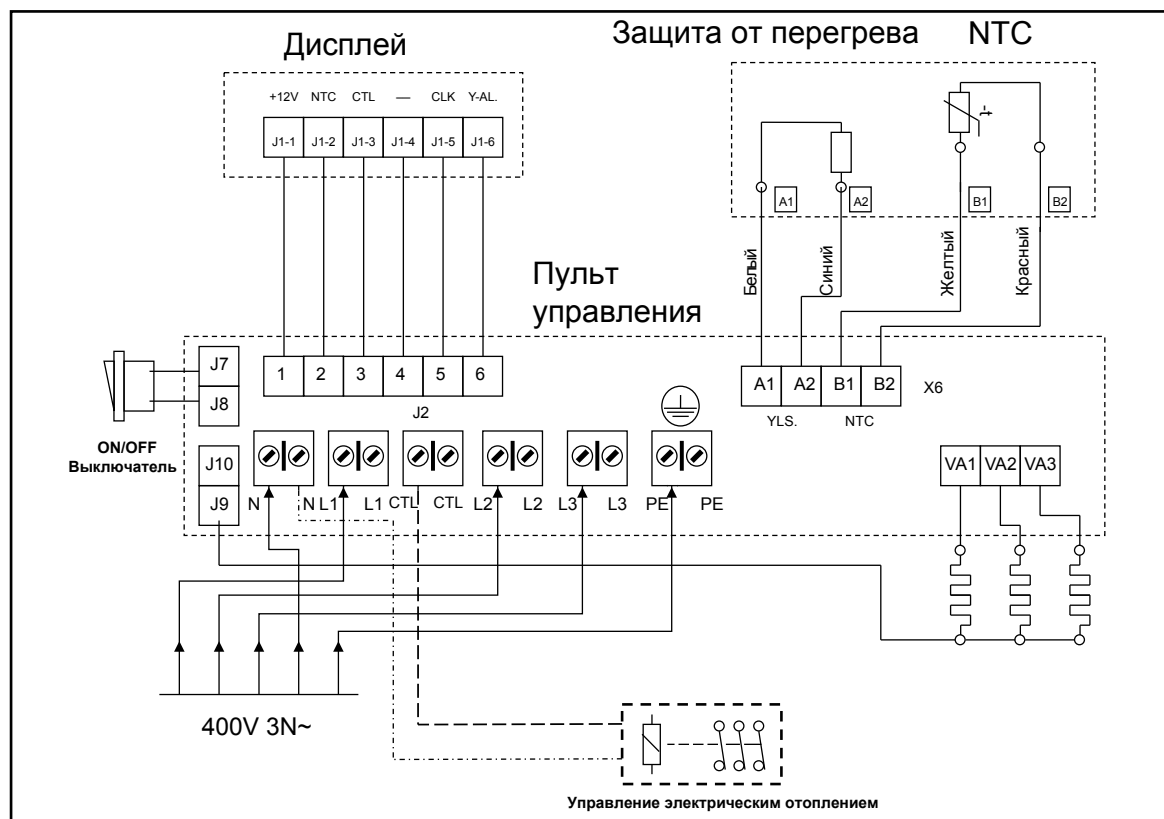 Дисплей
Защита от перегрева NTC
+12V NTC CTL — CLK Y-AL.
J1-1 J1-2 J1-3 J1-4 J1-5 J1-6
t-
A1 A2 B1 B2
Белый
Синий
Желтый
Красный
Пульт
управления
J7
J8
1 2 3 4 5 6
J2
A1 A2 B1 B2 X6
YLS. NTC
ON/OFF
Выключатель
J10
J9
VA1 VA2 VA3
N N L1 L1 CTL CTL L2 L2 L3 L3 PE PE
400V 3N~
Управление электрическим отоплением